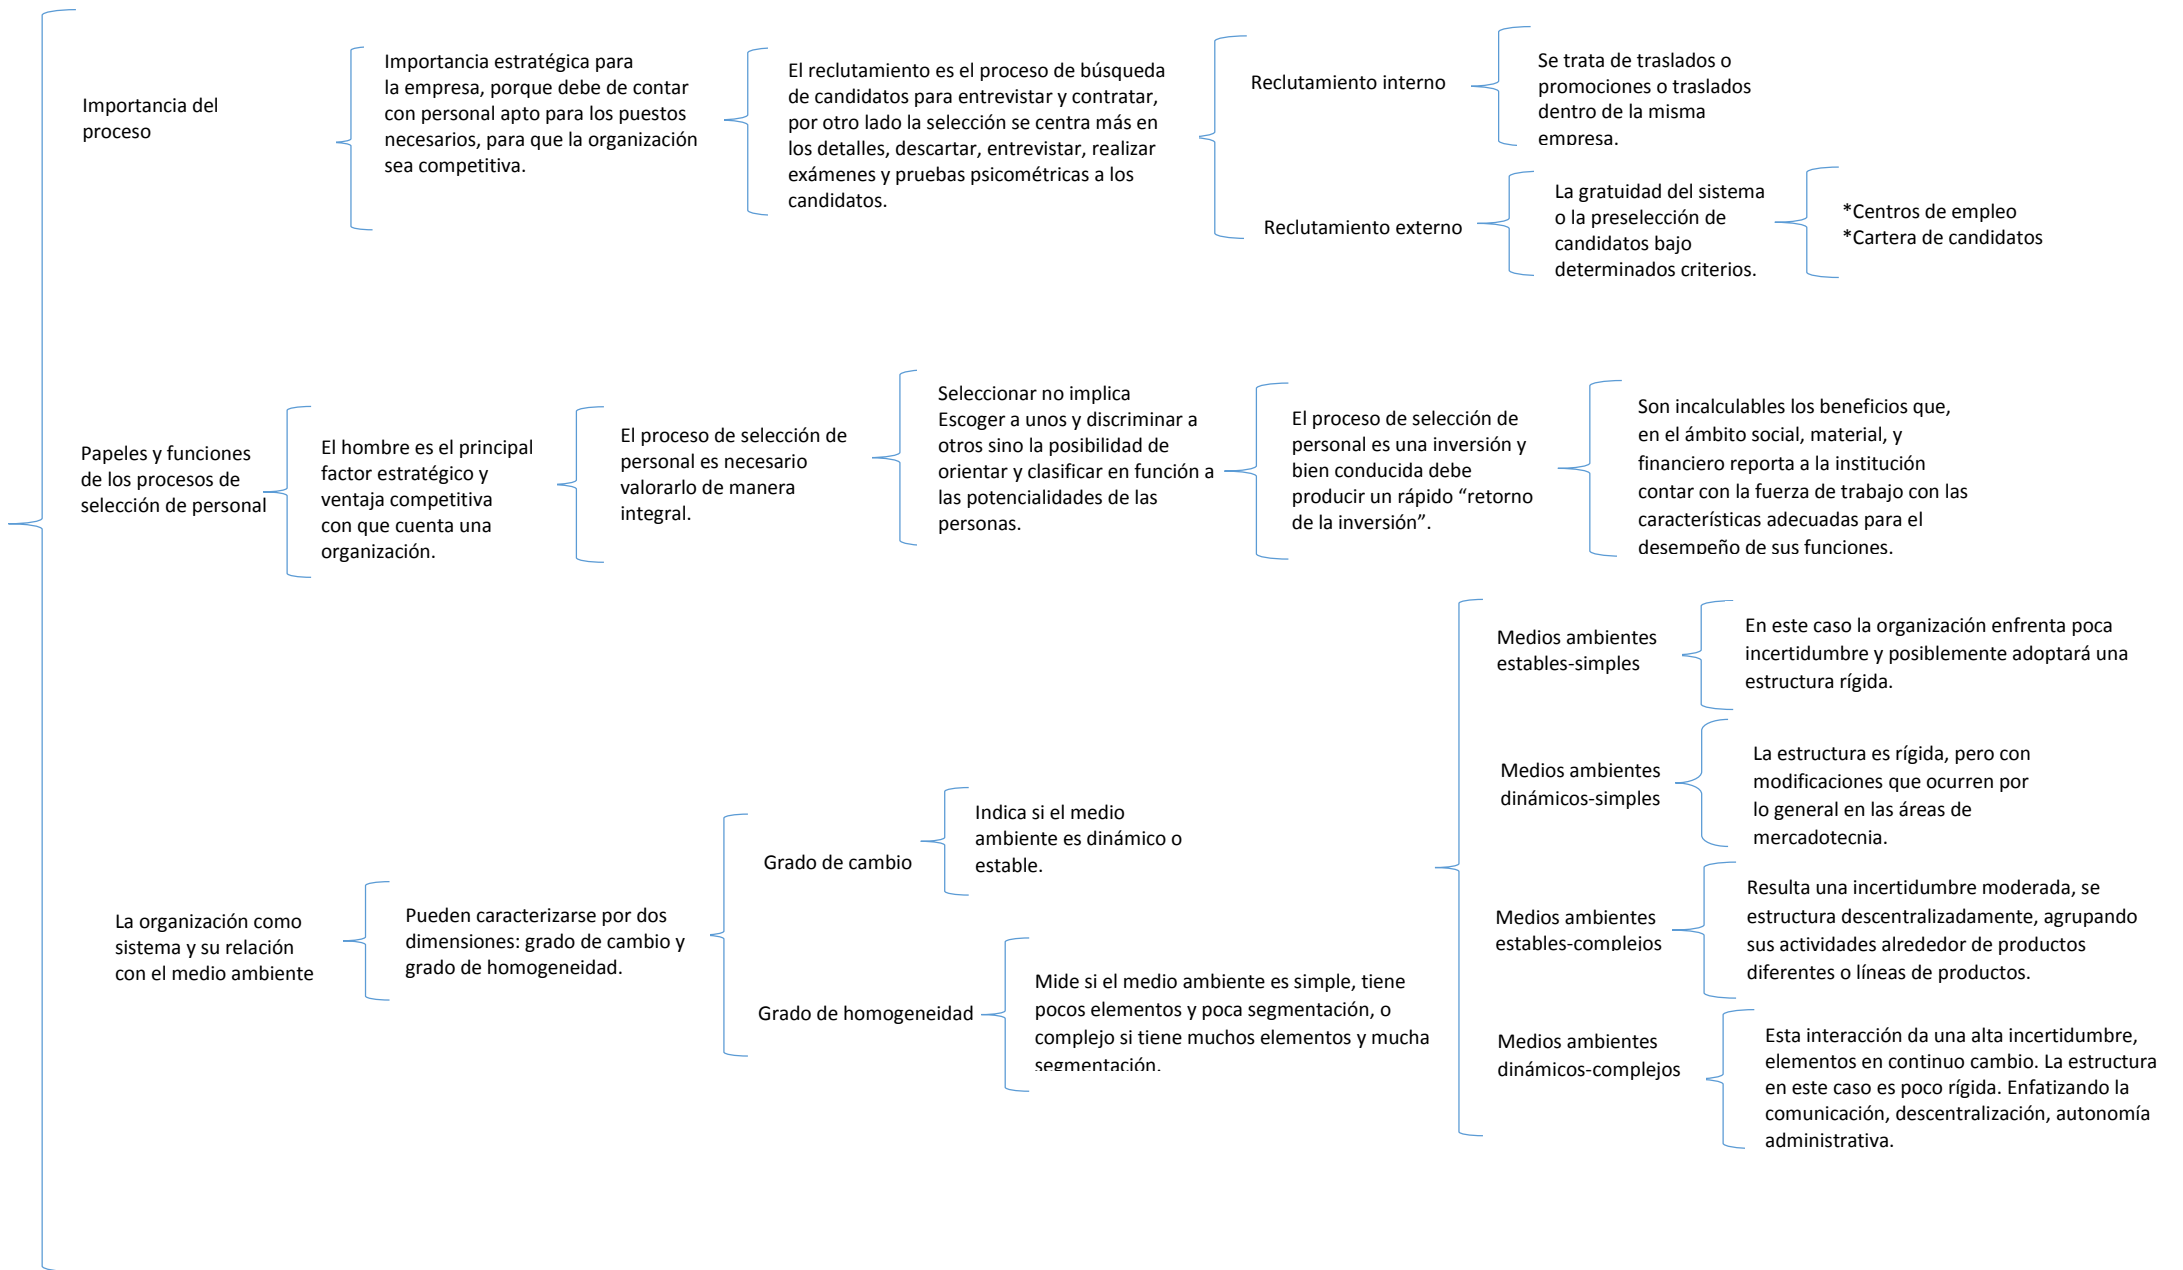 Importancia del
proceso
Importancia estratégica para
la empresa, porque debe de contar
con personal apto para los puestos
necesarios, para que la organización
sea competitiva.
El reclutamiento es el proceso de búsqueda
de candidatos para entrevistar y contratar,
por otro lado la selección se centra más en
los detalles, descartar, entrevistar, realizar
exámenes y pruebas psicométricas a los
candidatos.
Reclutamiento interno
Se trata de traslados o
promociones o traslados
dentro de la misma
empresa.
Reclutamiento externo
La gratuidad del sistema
o la preselección de
candidatos bajo
determinados criterios.
*Centros de empleo
*Cartera de candidatos
Papeles y funciones
de los procesos de
selección de personal
El hombre es el principal
factor estratégico y
ventaja competitiva
con que cuenta una
organización.
El proceso de selección de
personal es necesario
valorarlo de manera
integral.
Seleccionar no implica
Escoger a unos y discriminar a
otros sino la posibilidad de
orientar y clasificar en función a
las potencialidades de las
personas.
El proceso de selección de
personal es una inversión y
bien conducida debe
producir un rápido “retorno
de la inversión”.
Son incalculables los beneficios que,
en el ámbito social, material, y
financiero reporta a la institución
contar con la fuerza de trabajo con las
características adecuadas para el
desempeño de sus funciones.
La organización como
sistema y su relación
con el medio ambiente
Pueden caracterizarse por dos
dimensiones: grado de cambio y
grado de homogeneidad.
Grado de cambio
Indica si el medio
ambiente es dinámico o
estable.
Grado de homogeneidad
Mide si el medio ambiente es simple, tiene
pocos elementos y poca segmentación, o
complejo si tiene muchos elementos y mucha
segmentación.
Medios ambientes
estables-simples
En este caso la organización enfrenta poca
incertidumbre y posiblemente adoptará una
estructura rígida.
Medios ambientes
dinámicos-simples
La estructura es rígida, pero con
modificaciones que ocurren por
lo general en las áreas de
mercadotecnia.
Medios ambientes
estables-complejos
Resulta una incertidumbre moderada, se
estructura descentralizadamente, agrupando
sus actividades alrededor de productos
diferentes o líneas de productos.
Medios ambientes
dinámicos-complejos
Esta interacción da una alta incertidumbre,
elementos en continuo cambio. La estructura
en este caso es poco rígida. Enfatizando la
comunicación, descentralización, autonomía
administrativa.